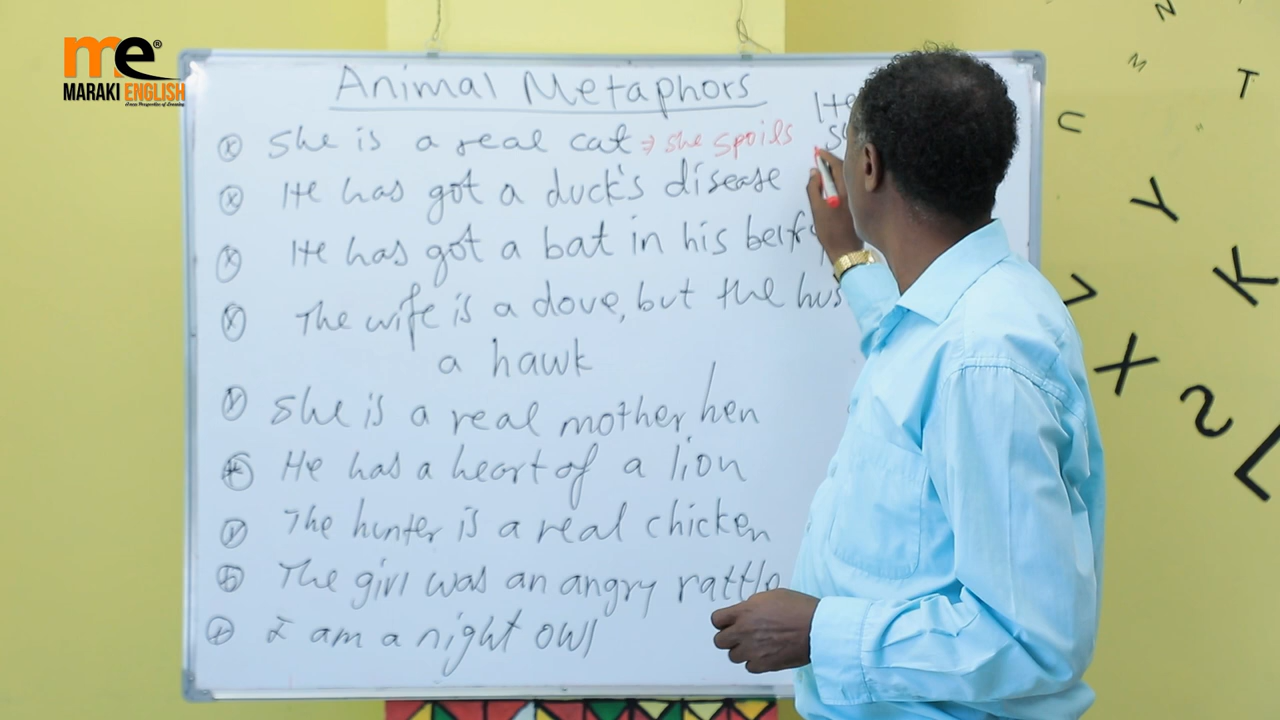 me®
MARAKI ENGLISH
Animal Metaphors
She is a real cat ⇒ she spoils
He has got a duck's disease
He has got a bat in his
The wife is a dove, but the
a hawk
She is a real mother hen
He has a heart of a lion
The hunter is a real chicken
The girl was an angry
I am a night owl
N
M
T
U
Y
K
X
L